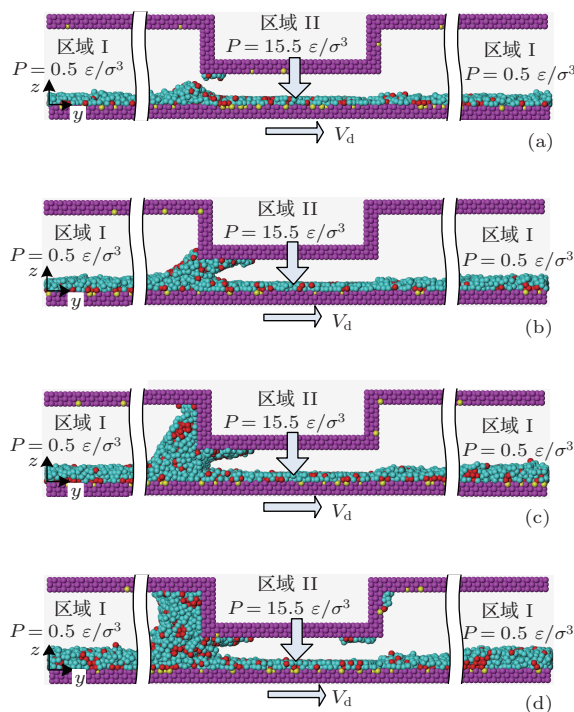 区域 I
区域 II
区域 I
P = 0.5 ε/σ³
P = 15.5 ε/σ³
P = 0.5 ε/σ³
z
y
V_d
(a)
区域 I
区域 II
区域 I
P = 0.5 ε/σ³
P = 15.5 ε/σ³
P = 0.5 ε/σ³
z
y
V_d
(b)
区域 I
区域 II
区域 I
P = 0.5 ε/σ³
P = 15.5 ε/σ³
P = 0.5 ε/σ³
z
y
V_d
(c)
区域 I
区域 II
区域 I
P = 0.5 ε/σ³
P = 15.5 ε/σ³
P = 0.5 ε/σ³
z
y
V_d
(d)